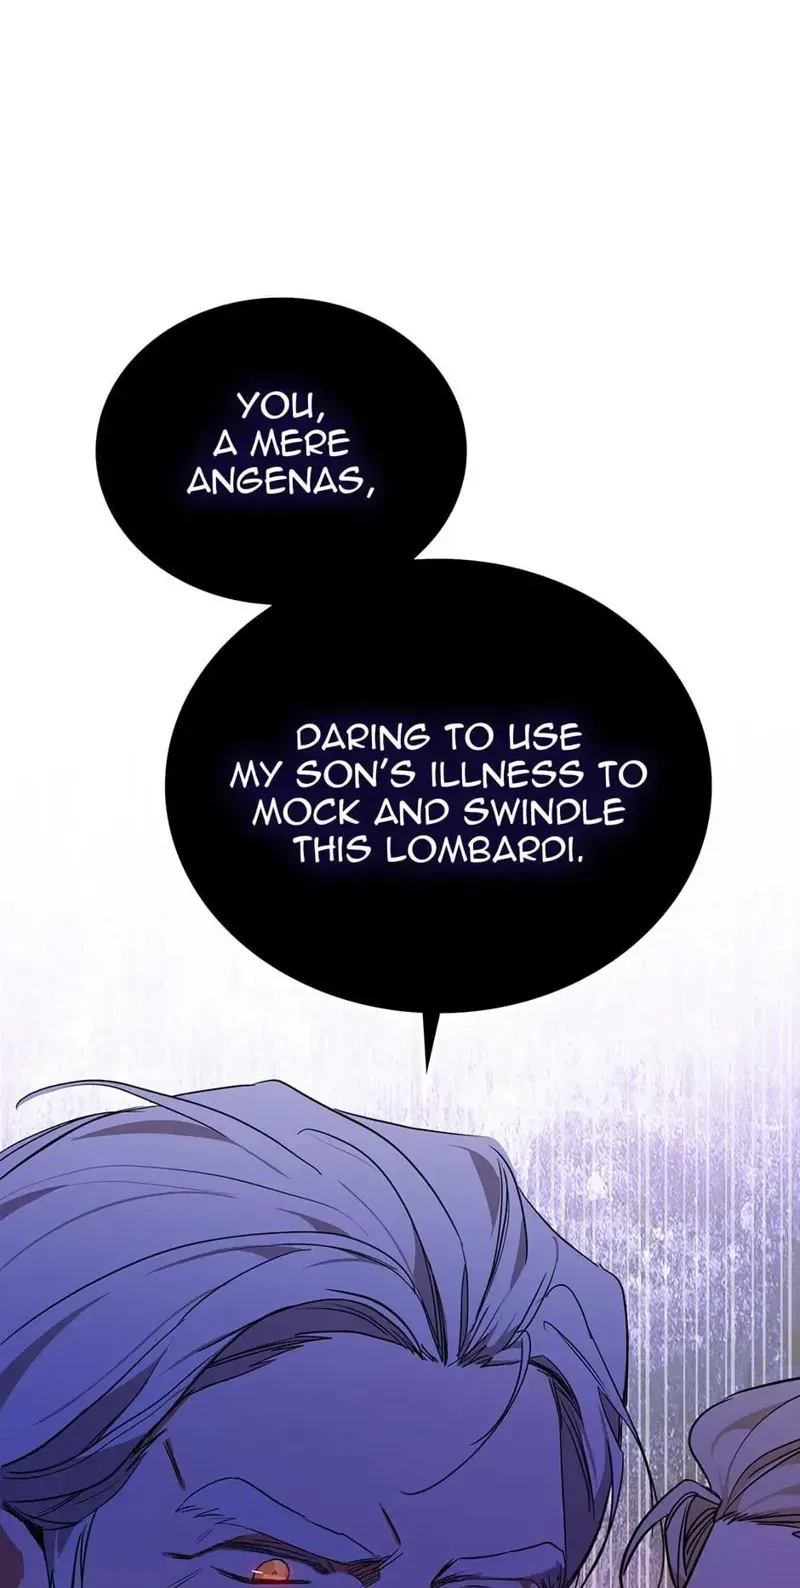 YOU,
A MERE
ANGENAS,
DARING TO USE
MY SON'S ILLNESS TO
MOCK AND SWINDLE
THIS LOMBARDI.